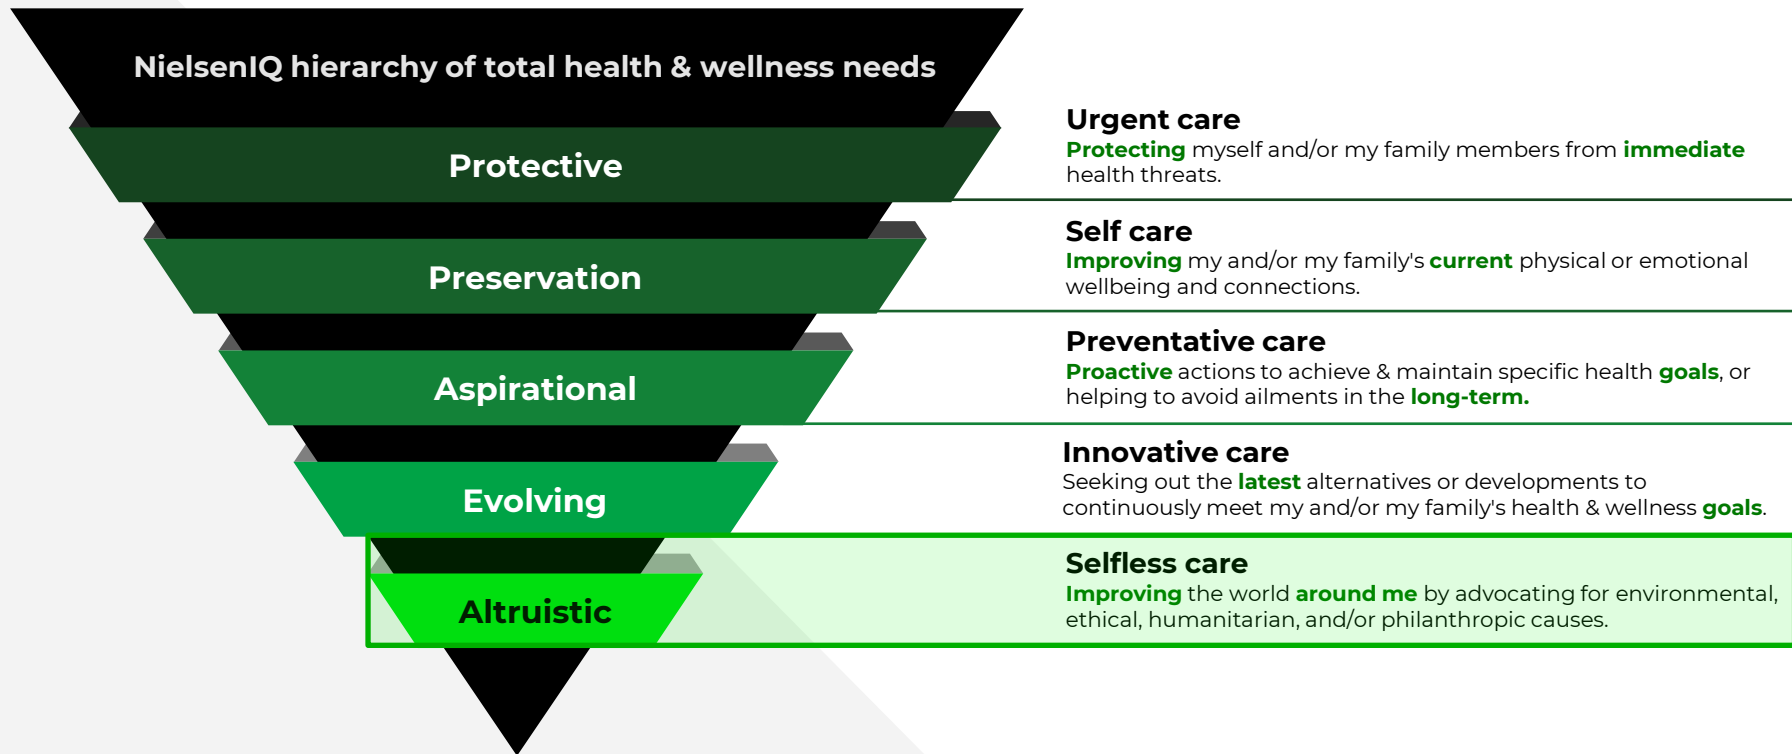 NielsenIQ hierarchy of total health & wellness needs
Protective
Urgent care
Protecting myself and/or my family members from immediate
health threats.
Preservation
Self care
Improving my and/or my family's current physical or emotional
wellbeing and connections.
Aspirational
Preventative care
Proactive actions to achieve & maintain specific health goals, or
helping to avoid ailments in the long-term.
Evolving
Innovative care
Seeking out the latest alternatives or developments to
continuously meet my and/or my family's health & wellness goals.
Altruistic
Selfless care
Improving the world around me by advocating for environmental,
ethical, humanitarian, and/or philanthropic causes.